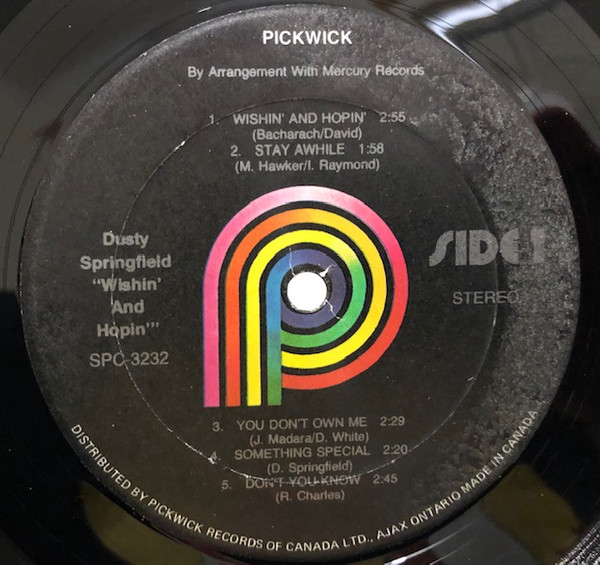 PICKWICK
By Arrangement With Mercury Records
1. WISHIN' AND HOPIN' 2:55
(Bacharach/David)
2. STAY AWHILE 1:58
(M. Hawker/I. Raymond)
Dusty
Springfield
"Wishin'
And
Hopin'"
SPC-3232
SIDE 1
STEREO
3. YOU DON'T OWN ME 2:29
(J. Madara/D. White)
4. SOMETHING SPECIAL 2:20
(D. Springfield)
5. DON'T YOU KNOW 2:45
(R. Charles)
DISTRIBUTED BY PICKWICK RECORDS OF CANADA LTD., AJAX ONTARIO MADE IN CANADA